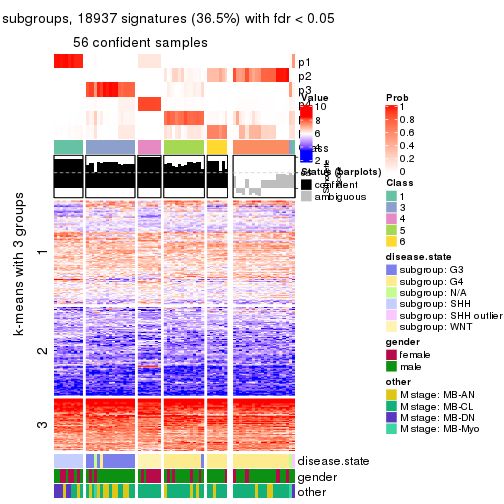 subgroups, 18937 signatures (36.5%) with fdr < 0.05
56 confident samples
p1
p2
p3
Value
10
8
6
4
2
Prob
1
0.8
0.6
0.4
0.2
0
Status (barplots)
confident
ambiguous
Class
1
3
4
5
6
disease.state
subgroup: G3
subgroup: G4
subgroup: N/A
subgroup: SHH
subgroup: SHH outlier
subgroup: WNT
gender
female
male
other
M stage: MB-AN
M stage: MB-CL
M stage: MB-DN
M stage: MB-Myo
k-means with 3 groups
1
2
3
disease.state
gender
other